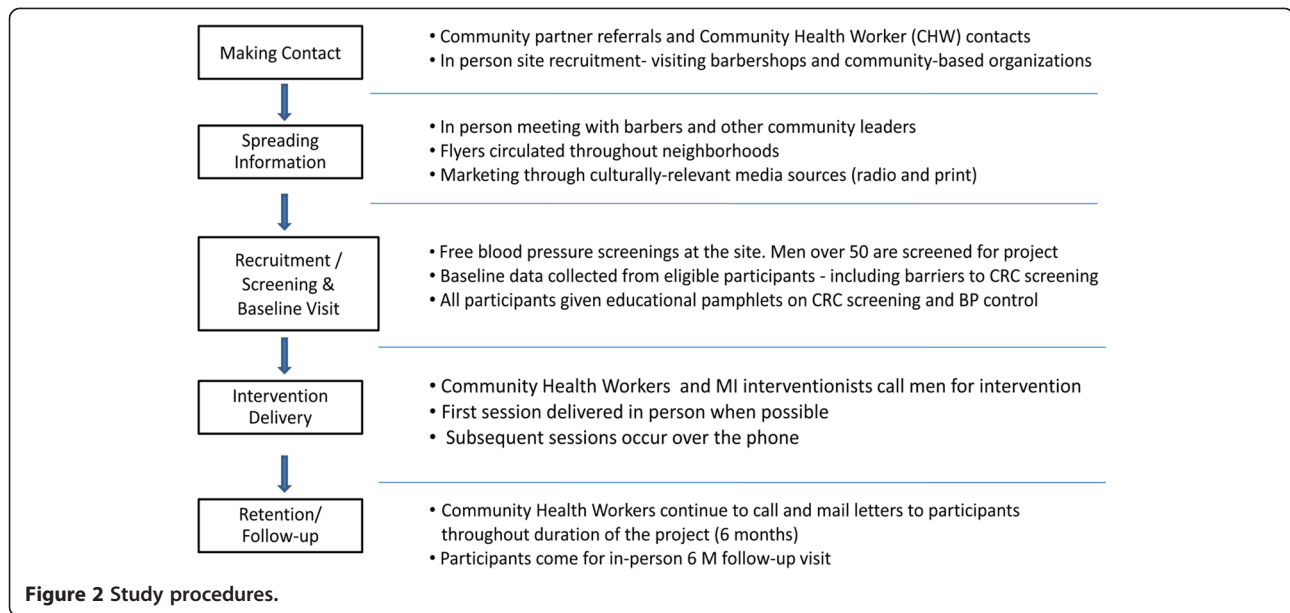 Making Contact
• Community partner referrals and Community Health Worker (CHW) contacts
• In person site recruitment- visiting barbershops and community-based organizations
Spreading
Information
• In person meeting with barbers and other community leaders
• Flyers circulated throughout neighborhoods
• Marketing through culturally-relevant media sources (radio and print)
Recruitment /
Screening &
Baseline Visit
• Free blood pressure screenings at the site. Men over 50 are screened for project
• Baseline data collected from eligible participants - including barriers to CRC screening
• All participants given educational pamphlets on CRC screening and BP control
Intervention
Delivery
• Community Health Workers and MI interventionists call men for intervention
• First session delivered in person when possible
• Subsequent sessions occur over the phone
Retention/
Follow-up
• Community Health Workers continue to call and mail letters to participants
throughout duration of the project (6 months)
• Participants come for in-person 6 M follow-up visit
Figure 2 Study procedures.